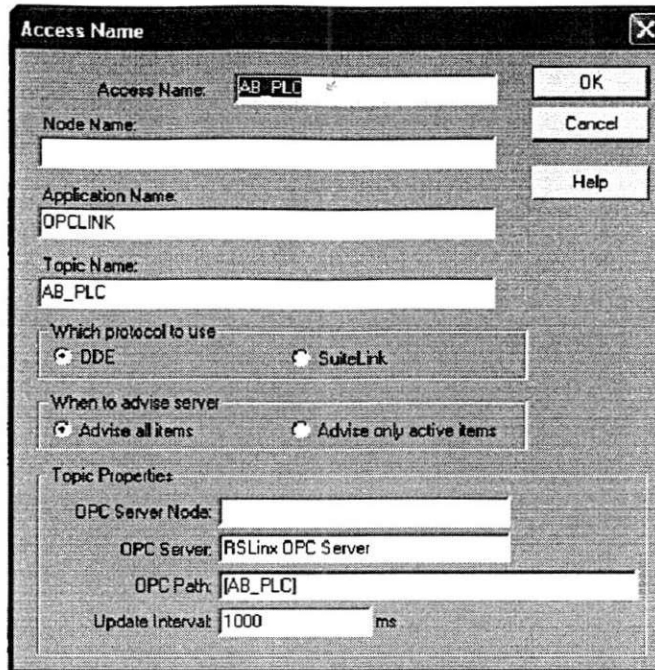 Access Name
Access Name: AB_PLC
OK
Node Name:
Cancel
Help
Application Name:
OPCLINK
Topic Name:
AB_PLC
Which protocol to use
DDE SuiteLink
When to advise server
Advise all items Advise only active items
Topic Properties
OPC Server Node:
OPC Server: RSLinx OPC Server
OPC Path: [AB_PLC]
Update Interval: 1000 ms